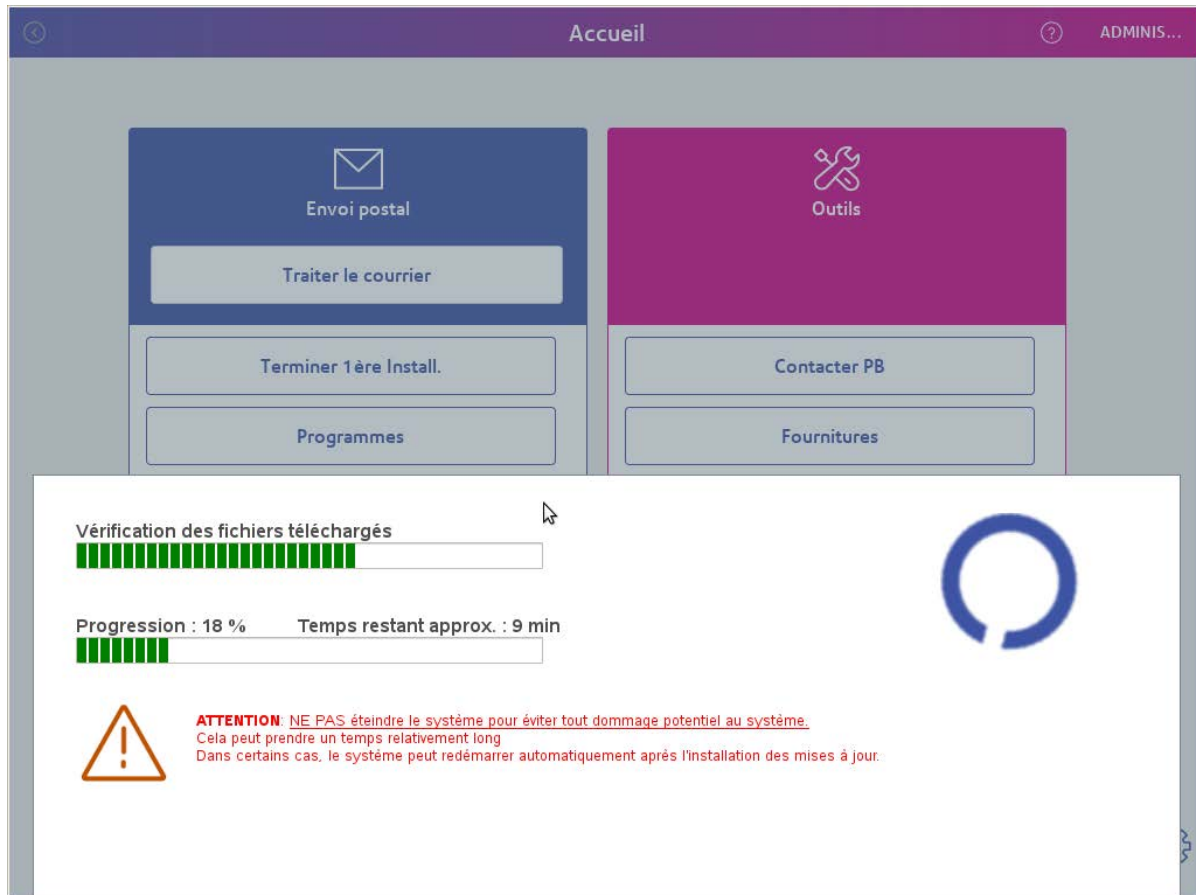 Accueil
ADMINIS...
Envoi postal
Outils
Traiter le courrier
Terminer 1ère Install.
Contacter PB
Programmes
Fournitures
Vérification des fichiers téléchargés
Progression : 18 % Temps restant approx. : 9 min
ATTENTION: NE PAS éteindre le système pour éviter tout dommage potentiel au système.
Cela peut prendre un temps relativement long
Dans certains cas, le système peut redémarrer automatiquement après l'installation des mises à jour.